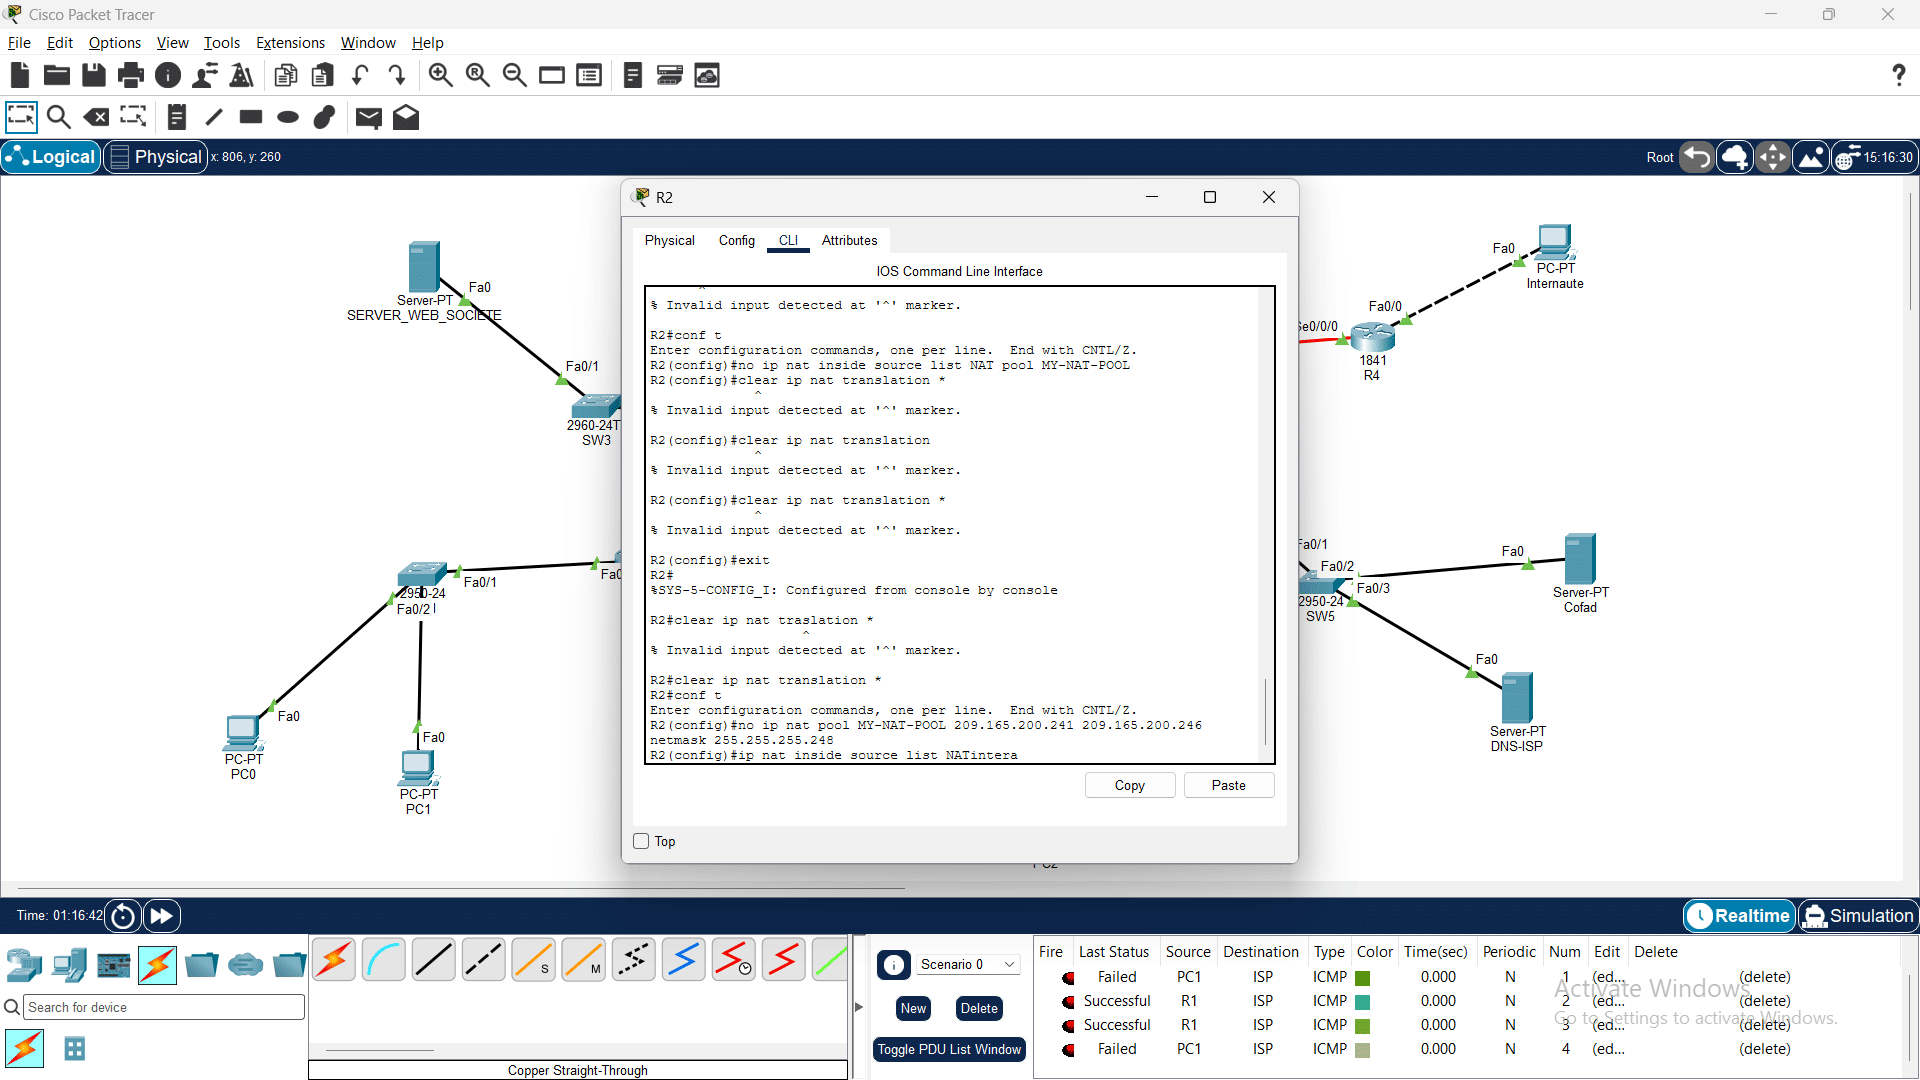 Cisco Packet Tracer
File Edit Options View Tools Extensions Window Help
Logical Physical x: 806, y: 260 Root 15:16:30
R2
Physical Config CLI Attributes
IOS Command Line Interface
^
% Invalid input detected at '^' marker.
R2#conf t
Enter configuration commands, one per line. End with CNTL/Z.
R2(config)#no ip nat inside source list NAT pool MY-NAT-POOL
R2(config)#clear ip nat translation *
^
% Invalid input detected at '^' marker.
R2(config)#clear ip nat translation
^
% Invalid input detected at '^' marker.
R2(config)#clear ip nat translation *
^
% Invalid input detected at '^' marker.
R2(config)#exit
R2#
%SYS-5-CONFIG_I: Configured from console by console
R2#clear ip nat traslation *
^
% Invalid input detected at '^' marker.
R2#clear ip nat translation *
R2#conf t
Enter configuration commands, one per line. End with CNTL/Z.
R2(config)#no ip nat pool MY-NAT-POOL 209.165.200.241 209.165.200.246
netmask 255.255.255.248
R2(config)#ip nat inside source list NATintera
Copy Paste
Top
Fa0
Server-PT
SERVER_WEB_SOCIETE
Fa0/1
2960-24T
SW3
Fa0/1
2950-24
Fa0/2
Fa0
PC-PT
PC0
Fa0
PC-PT
PC1
Fa0
PC-PT
Internaute
Fa0/0
Se0/0/0
1841
R4
Fa0/1
Fa0/2
Fa0/3
2950-24
SW5
Fa0
Server-PT
Cofad
Fa0
Server-PT
DNS-ISP
PC2
Time: 01:16:42 Realtime Simulation
Search for device
S M
Copper Straight-Through
Scenario 0
New Delete
Toggle PDU List Window
Fire Last Status Source Destination Type Color Time(sec) Periodic Num Edit Delete
Failed PC1 ISP ICMP 0.000 N 1 (ed... (delete)
Successful R1 ISP ICMP 0.000 N 2 (ed... (delete)
Successful R1 ISP ICMP 0.000 N 3 (ed... (delete)
Failed PC1 ISP ICMP 0.000 N 4 (ed... (delete)
Activate Windows
Go to Settings to activate Windows.